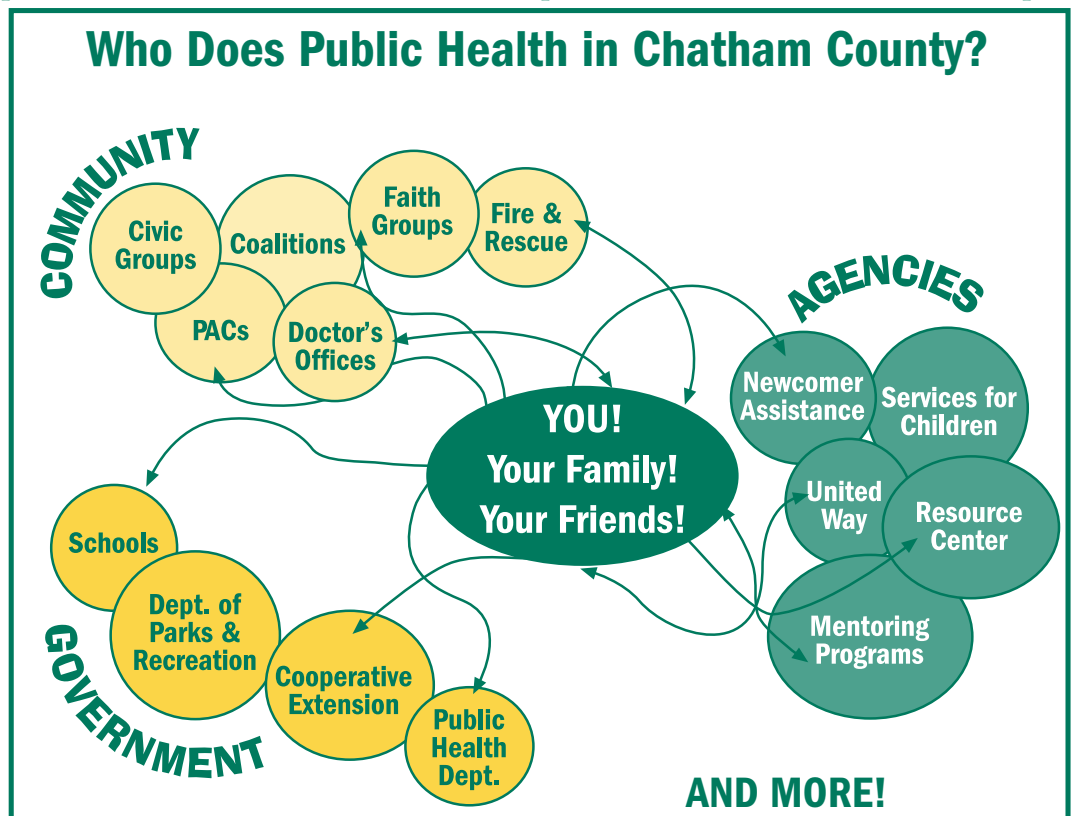 Who Does Public Health in Chatham County?
COMMUNITY
Civic
Groups
Coalitions
Faith
Groups
Fire &
Rescue
PACs
Doctor's
Offices
AGENCIES
Newcomer
Assistance
Services for
Children
United
Way
Resource
Center
Mentoring
Programs
YOU!
Your Family!
Your Friends!
Schools
Dept. of
Parks &
Recreation
Cooperative
Extension
Public
Health
Dept.
GOVERNMENT
AND MORE!